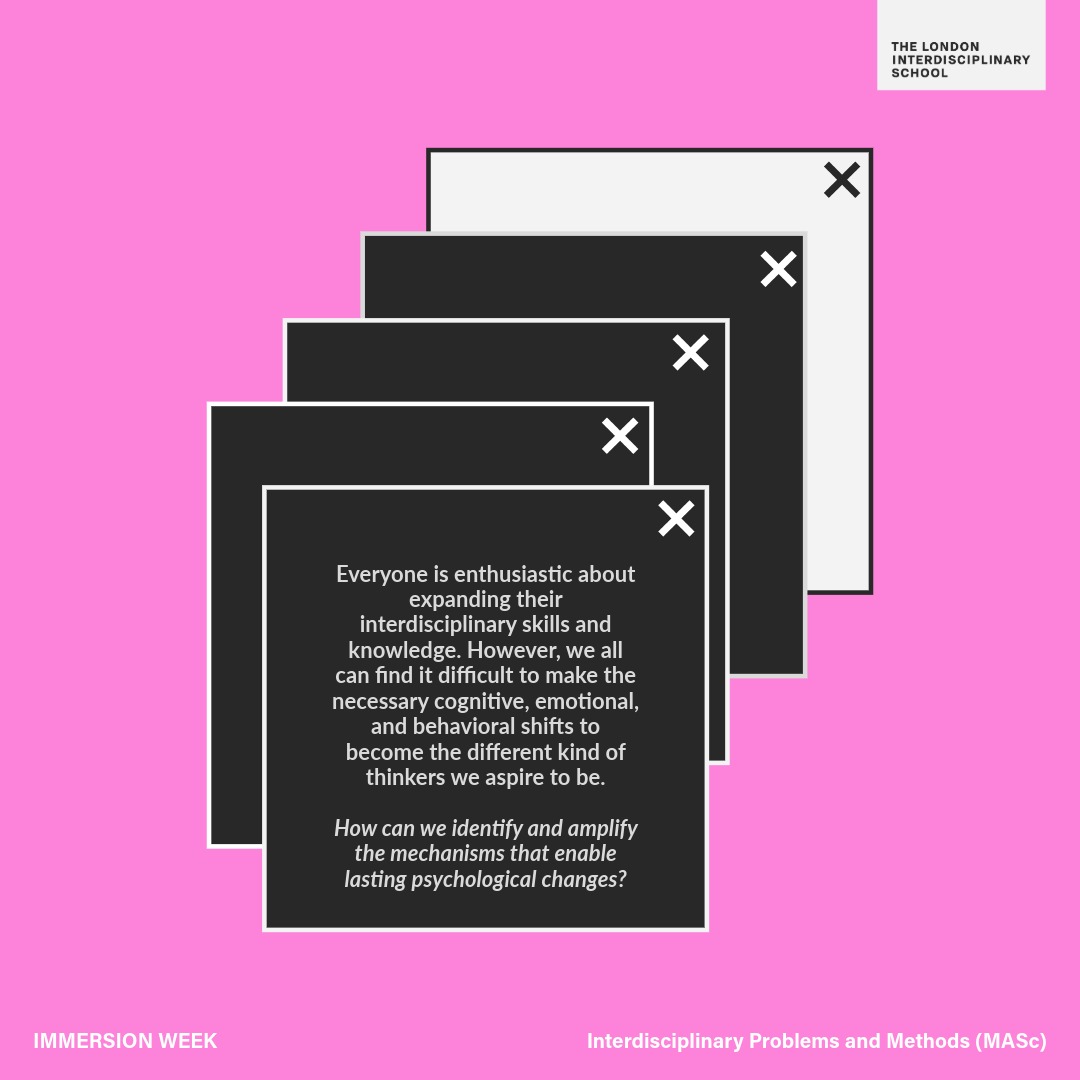 THE LONDON
INTERDISCIPLINARY
SCHOOL
Everyone is enthusiastic about
expanding their
interdisciplinary skills and
knowledge. However, we all
can find it difficult to make the
necessary cognitive, emotional,
and behavioral shifts to
become the different kind of
thinkers we aspire to be.
How can we identify and amplify
the mechanisms that enable
lasting psychological changes?
IMMERSION WEEK
Interdisciplinary Problems and Methods (MASc)